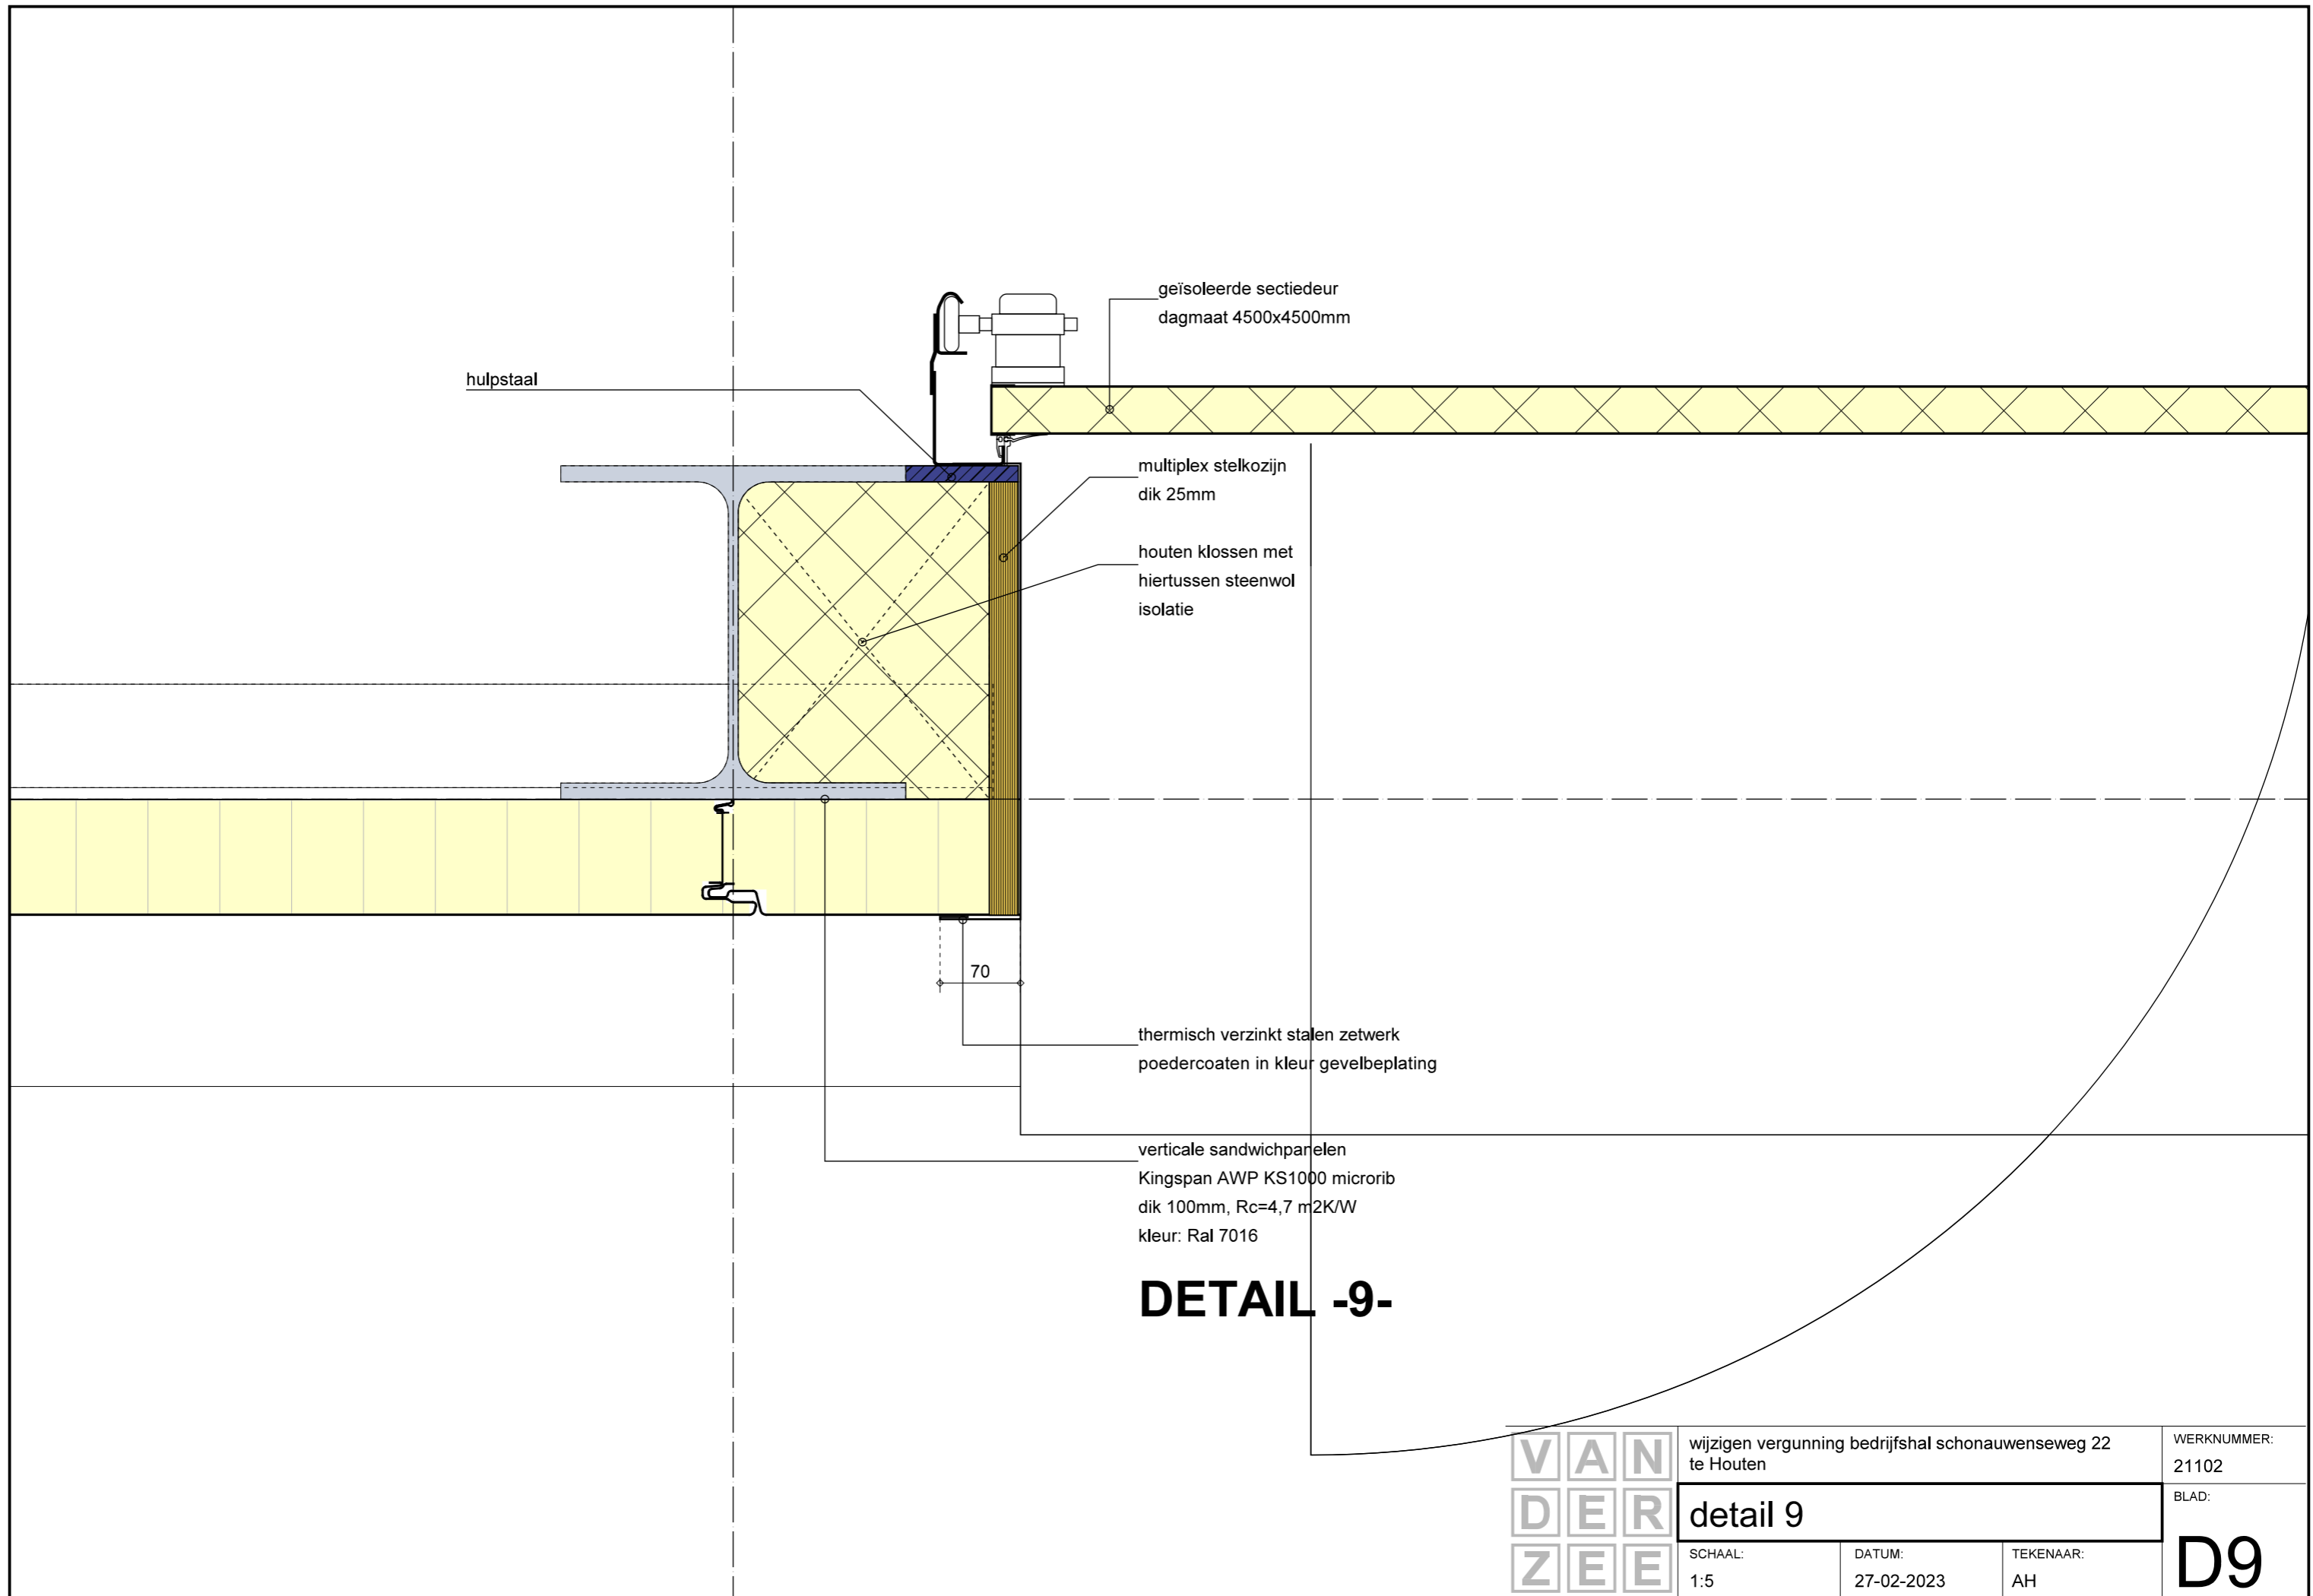 geïsoleerde sectiedeur
dagmaat 4500x4500mm
hulpstaal
multiplex stelkozijn
dik 25mm
houten klossen met
hiertussen steenwol
isolatie
70
thermisch verzinkt stalen zetwerk
poedercoaten in kleur gevelbeplating
verticale sandwichpanelen
Kingspan AWP KS1000 microrib
dik 100mm, Rc=4,7 m2K/W
kleur: Ral 7016
DETAIL -9-
VAN
DER
ZEE
wijzigen vergunning bedrijfshal schonauwenseweg 22
te Houten
WERKNUMMER:
21102
detail 9
BLAD:
D9
SCHAAL:
1:5
DATUM:
27-02-2023
TEKENAAR:
AH